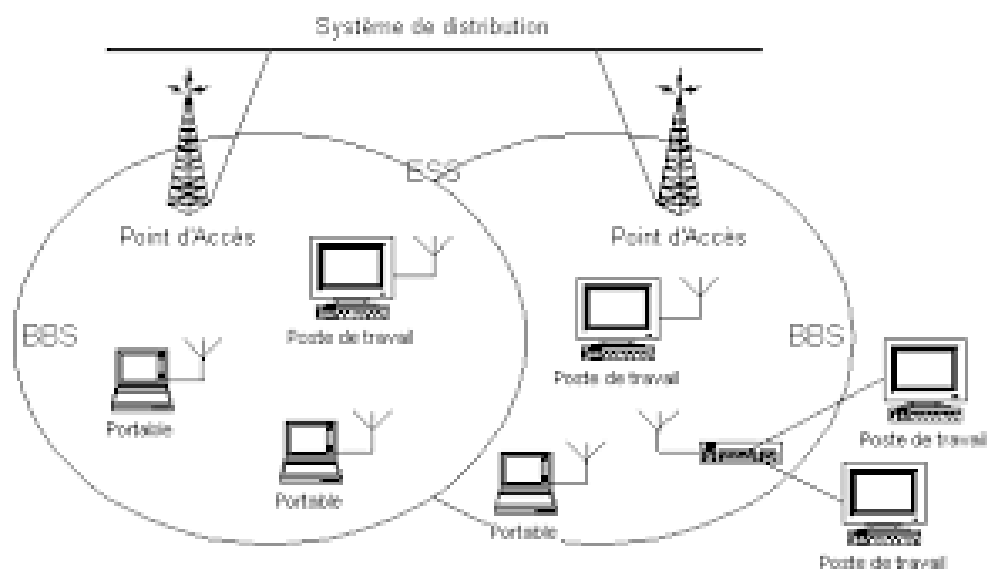 Système de distribution
BSS
Point d'Accès
Point d'Accès
BBS
Poste de travail
BBS
Poste de travail
Portable
Poste de travail
Portable
Portable
Poste de travail